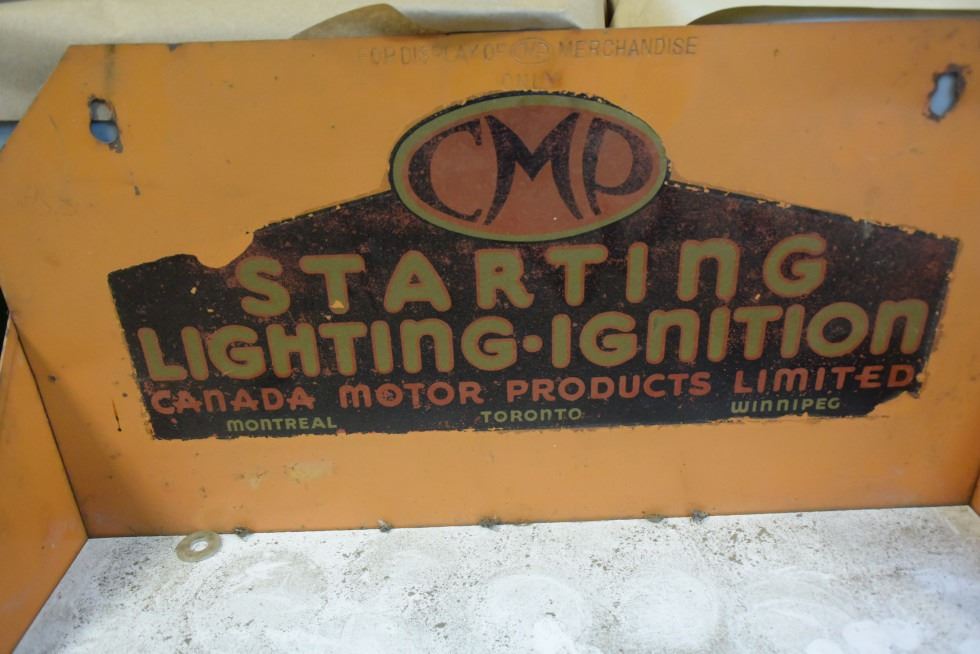 FOR DISPLAY OF CMP MERCHANDISE
ONLY
CMP
STARTING
LIGHTING·IGNITION
CANADA MOTOR PRODUCTS LIMITED
MONTREAL TORONTO WINNIPEG